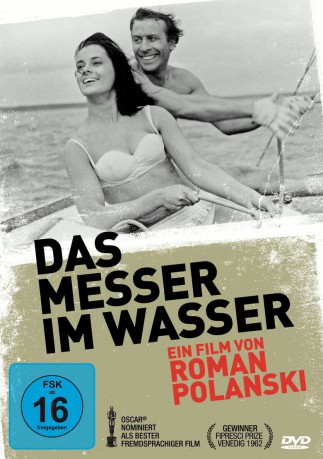 DAS
MESSER
IM WASSER
EIN FILM VON
ROMAN
POLANSKI
FSK
ab
16
freigegeben
OSCAR®
NOMINIERT
ALS BESTER
FREMDSPRACHIGER FILM
GEWINNER
FIPRESCI PRIZE
VENEDIG 1962
DVD
VIDEO